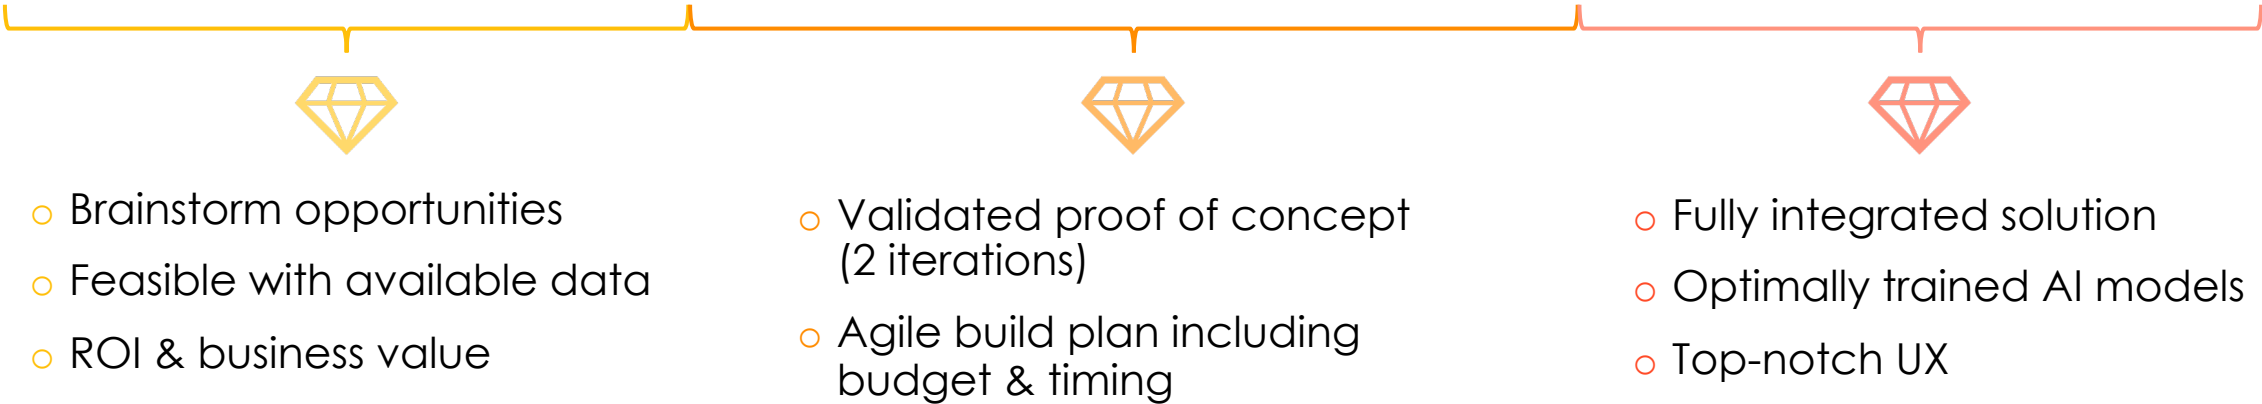 Brainstorm opportunities
Feasible with available data
ROI & business value
Validated proof of concept
(2 iterations)
Agile build plan including
budget & timing
Fully integrated solution
Optimally trained AI models
Top-notch UX